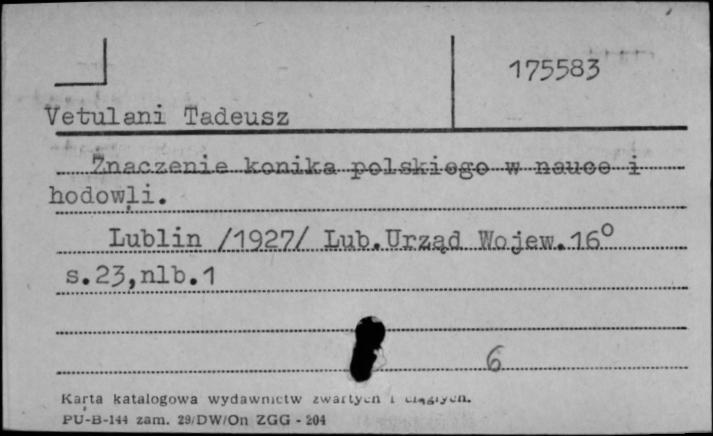 175583
Vetulani Tadeusz
Znaczenie konika polskiego w nauce i
hodowli.
Lublin /1927/ Lub.Urząd Wojew.16°
s.23,nlb.1
6
Karta katalogowa wydawnictw zwartych i ciągłych.
PU-B-144 zam. 29/DW/On ZGG - 204